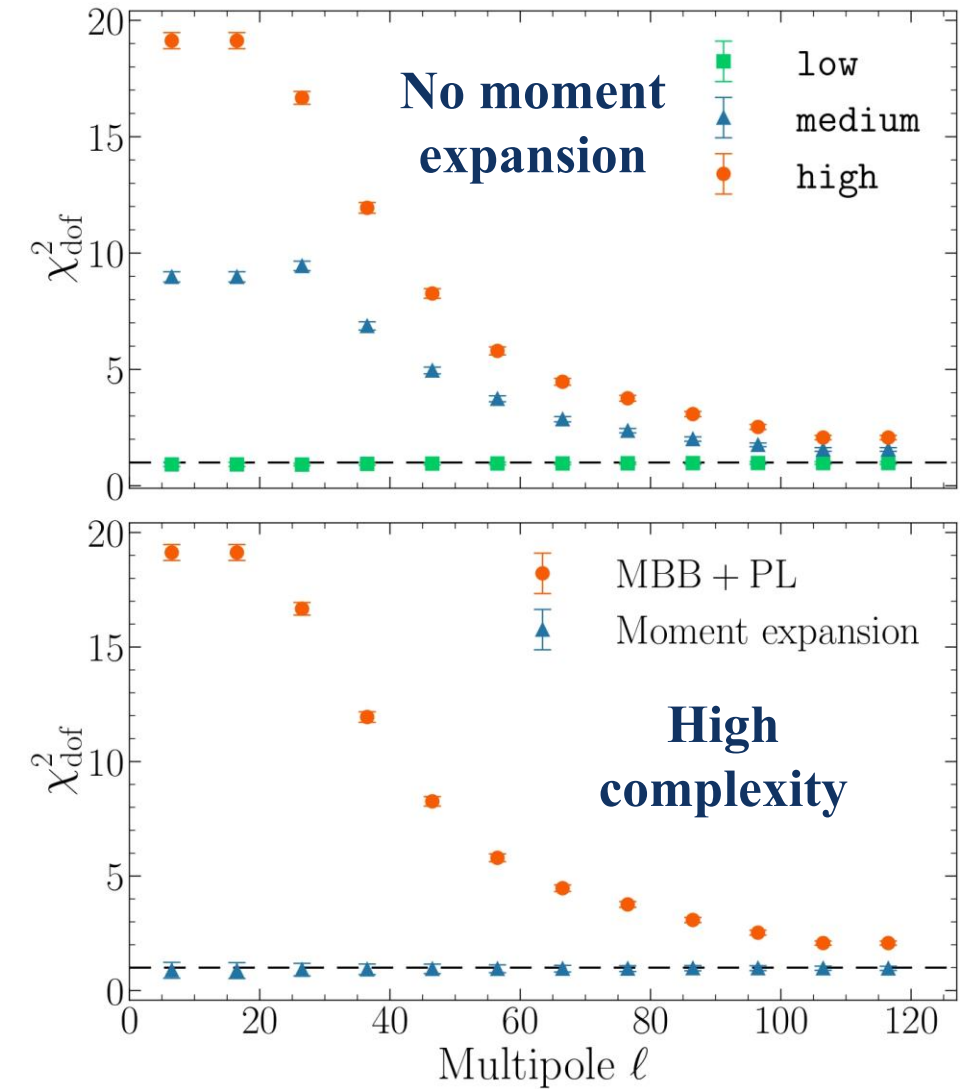 20
15
10
5
0
χ²dof
No moment
expansion
low
medium
high
20
15
10
5
0
χ²dof
MBB + PL
Moment expansion
High
complexity
0 20 40 60 80 100 120
Multipole ℓ